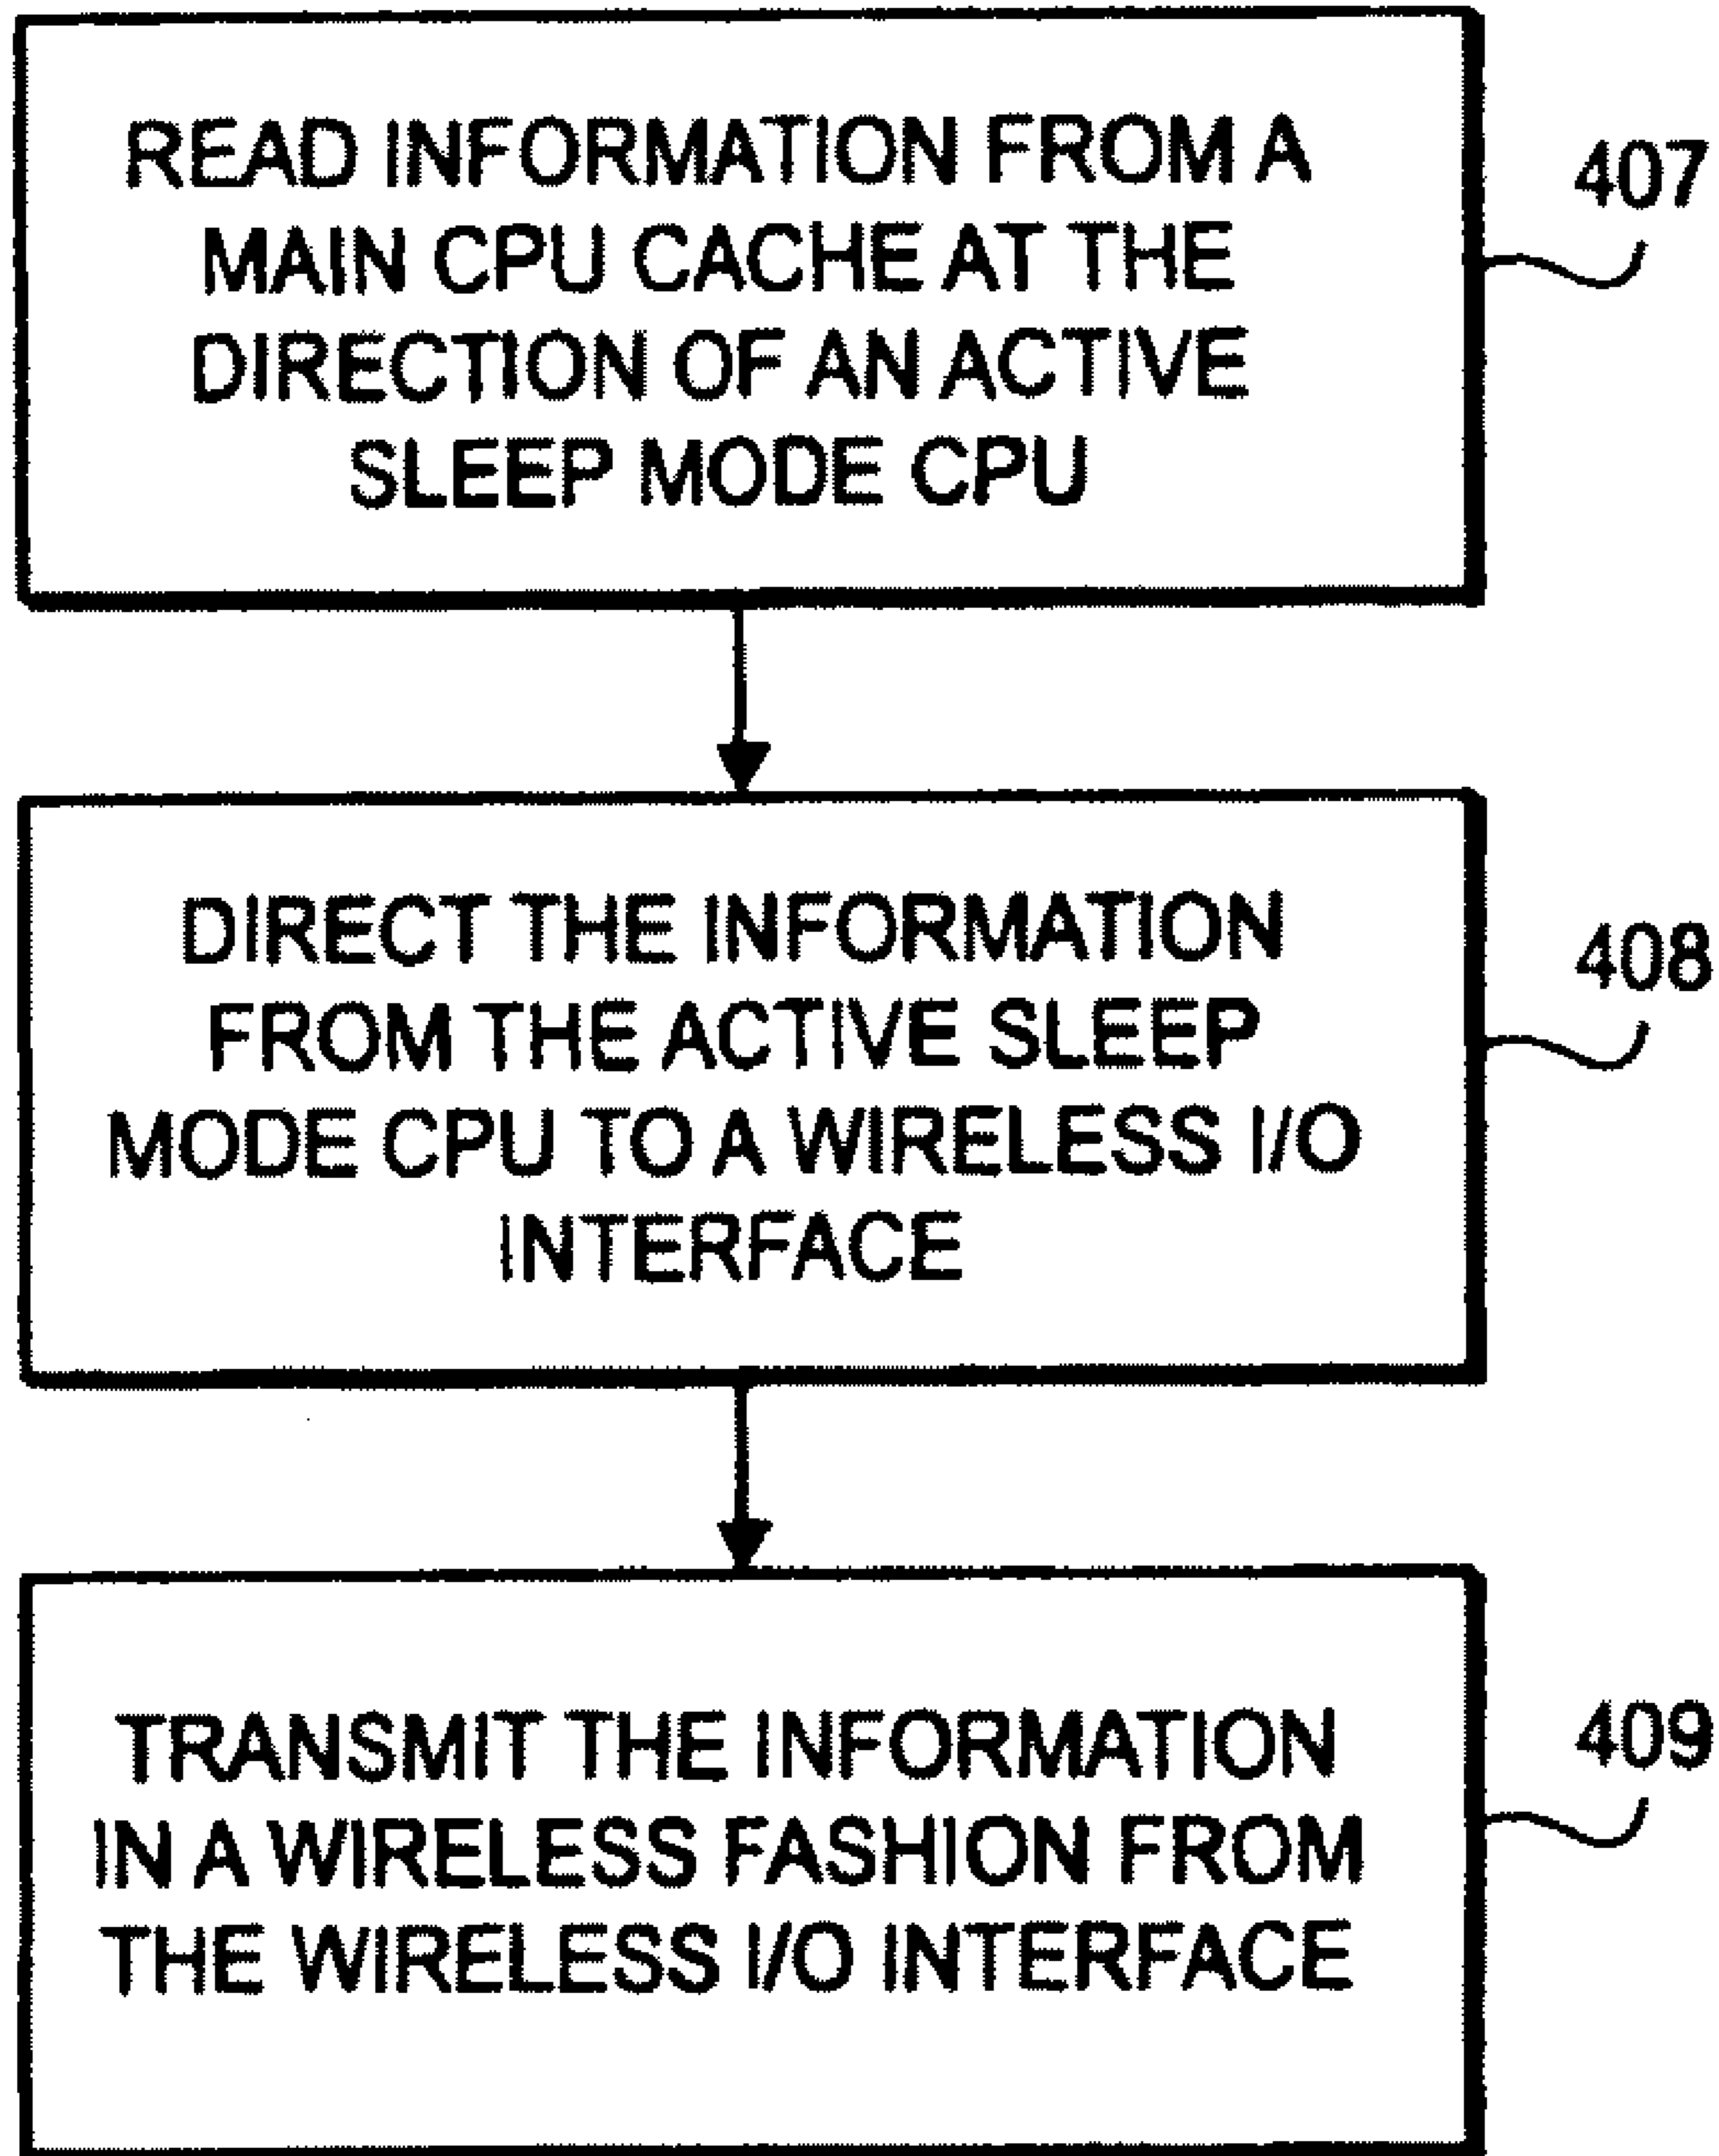 READ INFORMATION FROM A
MAIN CPU CACHE AT THE
DIRECTION OF AN ACTIVE
SLEEP MODE CPU
407
DIRECT THE INFORMATION
FROM THE ACTIVE SLEEP
MODE CPU TO A WIRELESS I/O
INTERFACE
408
TRANSMIT THE INFORMATION
IN A WIRELESS FASHION FROM
THE WIRELESS I/O INTERFACE
409